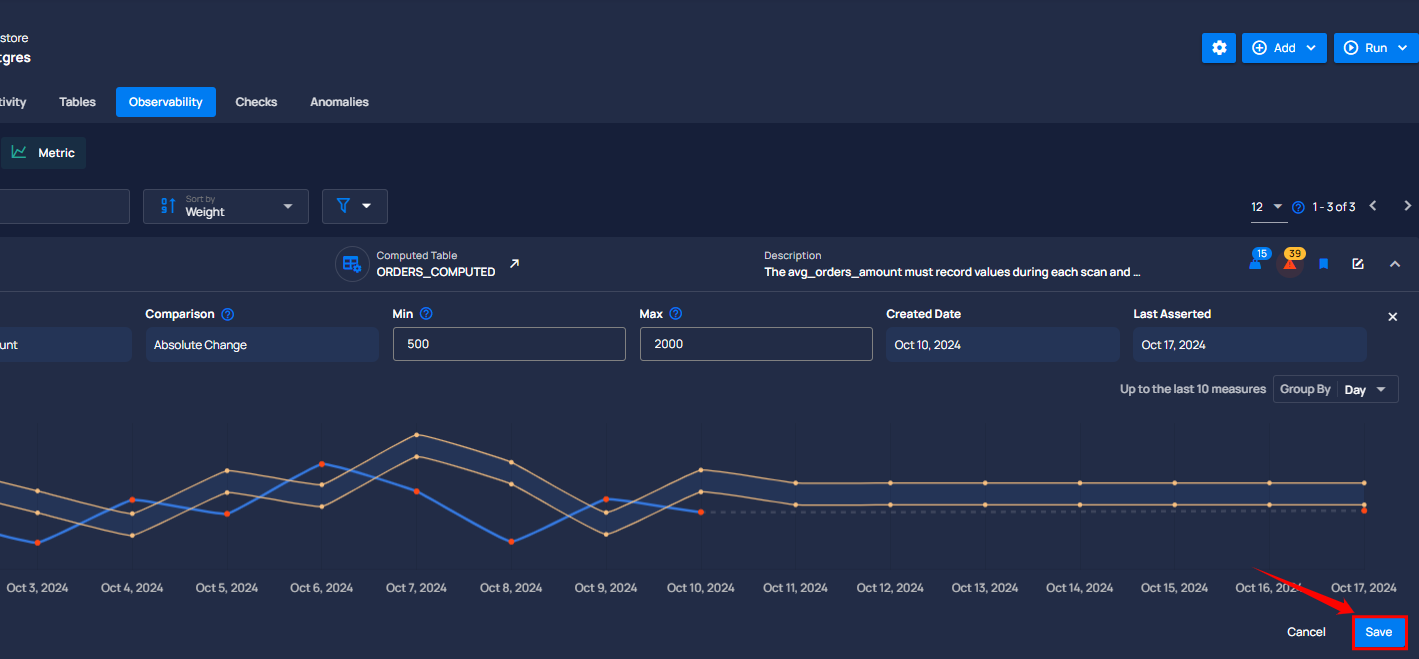 store
tgres
Add
Run
tivity
Tables
Observability
Checks
Anomalies
Metric
Sort by
Weight
12
1 - 3 of 3
Computed Table
ORDERS_COMPUTED
Description
The avg_orders_amount must record values during each scan and ...
15
39
Comparison
Min
Max
Created Date
Last Asserted
unt
Absolute Change
500
2000
Oct 10, 2024
Oct 17, 2024
Up to the last 10 measures
Group By
Day
Oct 3, 2024
Oct 4, 2024
Oct 5, 2024
Oct 6, 2024
Oct 7, 2024
Oct 8, 2024
Oct 9, 2024
Oct 10, 2024
Oct 11, 2024
Oct 12, 2024
Oct 13, 2024
Oct 14, 2024
Oct 15, 2024
Oct 16, 2024
Oct 17, 2024
Cancel
Save